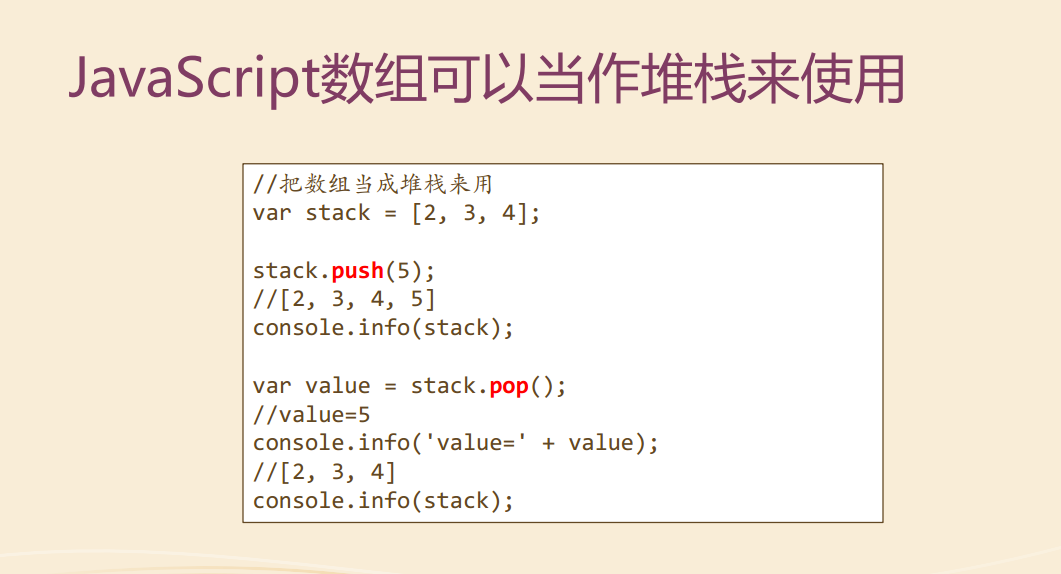 JavaScript数组可以当作堆栈来使用
//把数组当成堆栈来用
var stack = [2, 3, 4];
stack.push(5);
//[2, 3, 4, 5]
console.info(stack);
var value = stack.pop();
//value=5
console.info('value=' + value);
//[2, 3, 4]
console.info(stack);